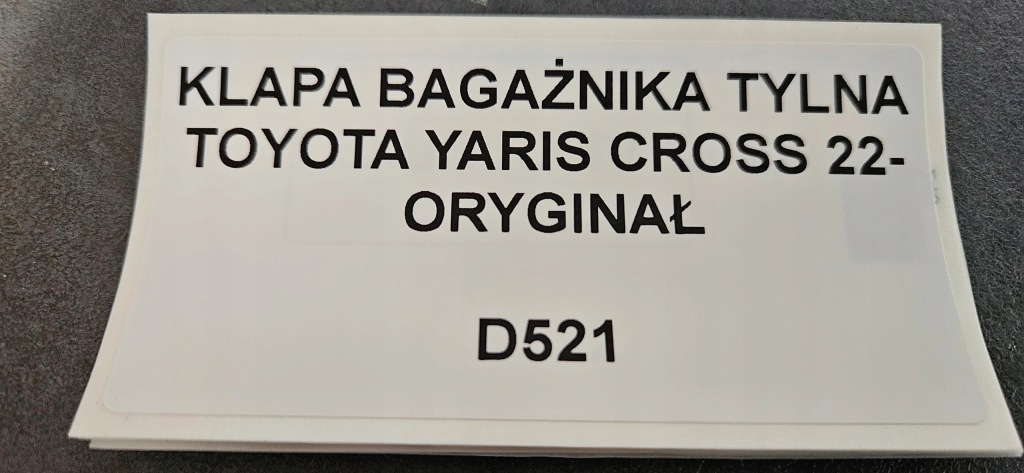 KLAPA BAGAŻNIKA TYLNA
TOYOTA YARIS CROSS 22-
ORYGINAŁ
D521